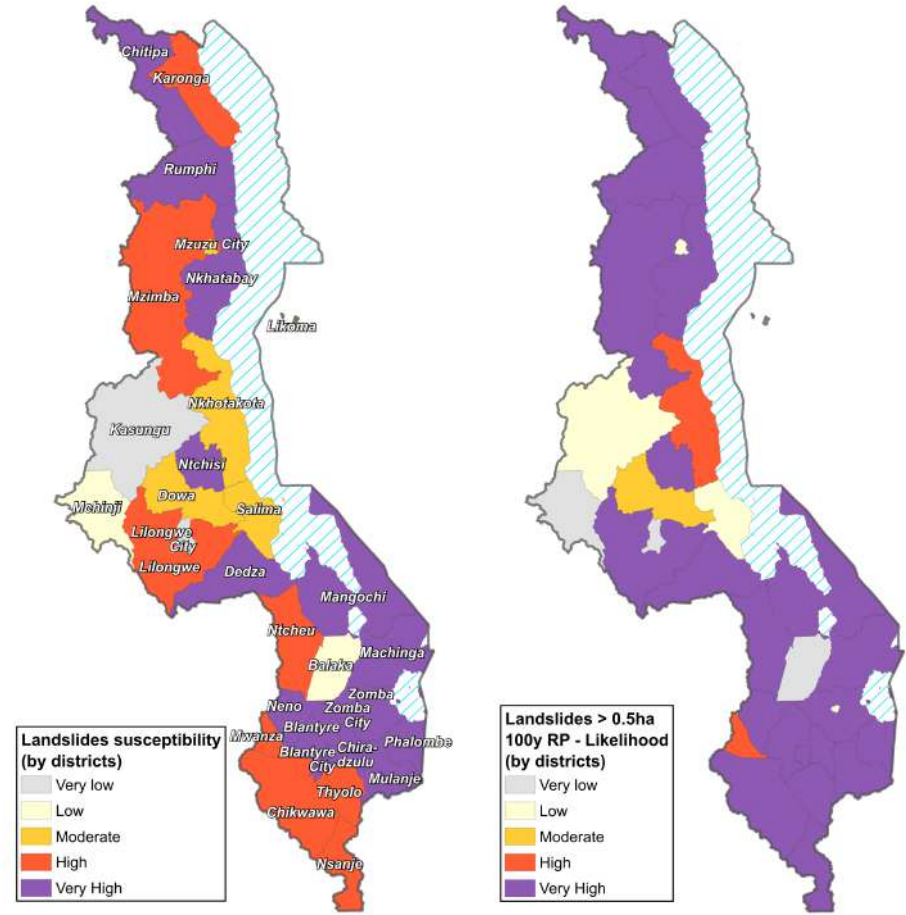 Chitipa
Karonga
Rumphi
Mzuzu City
Nkhatabay
Mzimba
Likoma
Nkhotakota
Kasungu
Ntchisi
Dowa
Mchinji
Salima
Lilongwe
City
Lilongwe
Dedza
Mangochi
Ntcheu
Machinga
Balaka
Zomba
Neno
Zomba
City
Blantyre
Mwanza
Phalombe
Blantyre
City
Chira-
dzulu
Mulanje
Thyolo
Chikwawa
Nsanje
Landslides susceptibility
(by districts)
Very low
Low
Moderate
High
Very High
Landslides > 0.5ha
100y RP - Likelihood
(by districts)
Very low
Low
Moderate
High
Very High